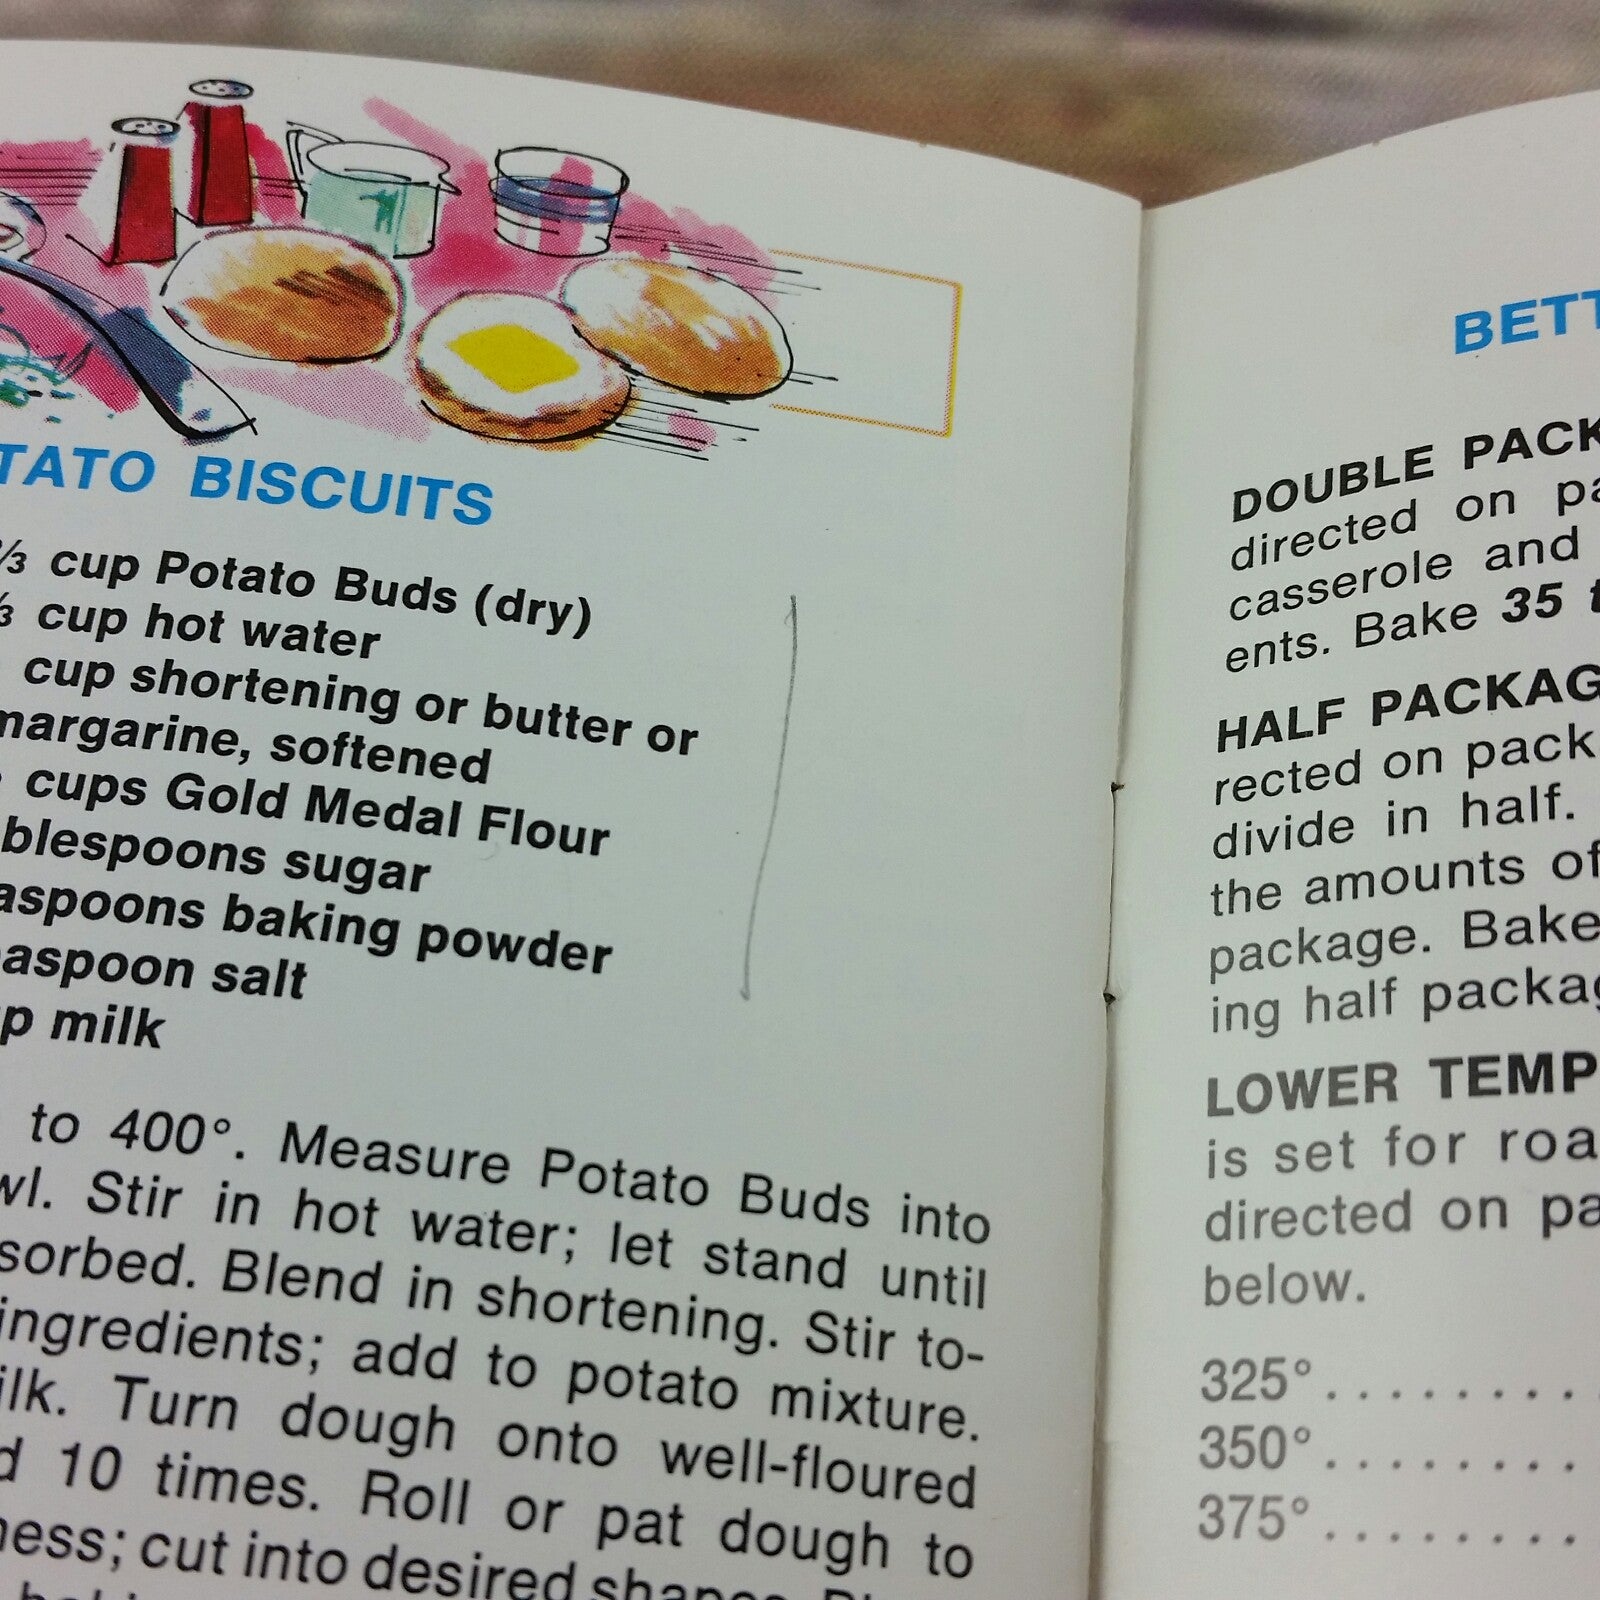 TATO BISCUITS
⅓ cup Potato Buds (dry)
⅓ cup hot water
cup shortening or butter or
margarine, softened
cups Gold Medal Flour
blespoons sugar
aspoons baking powder
easpoon salt
p milk
to 400°. Measure Potato Buds into
wl. Stir in hot water; let stand until
sorbed. Blend in shortening. Stir to-
ingredients; add to potato mixture.
ilk. Turn dough onto well-floured
d 10 times. Roll or pat dough to
ness; cut into desired shapes.
BETT
DOUBLE PACK
directed on pa
casserole and
ents. Bake 35 t
HALF PACKAG
rected on pack
divide in half.
the amounts of
package. Bake
ing half packag
LOWER TEMP
is set for roa
directed on pa
below.
325° . . . . . . . . .
350° . . . . . . . . .
375° . . . . . . . . .